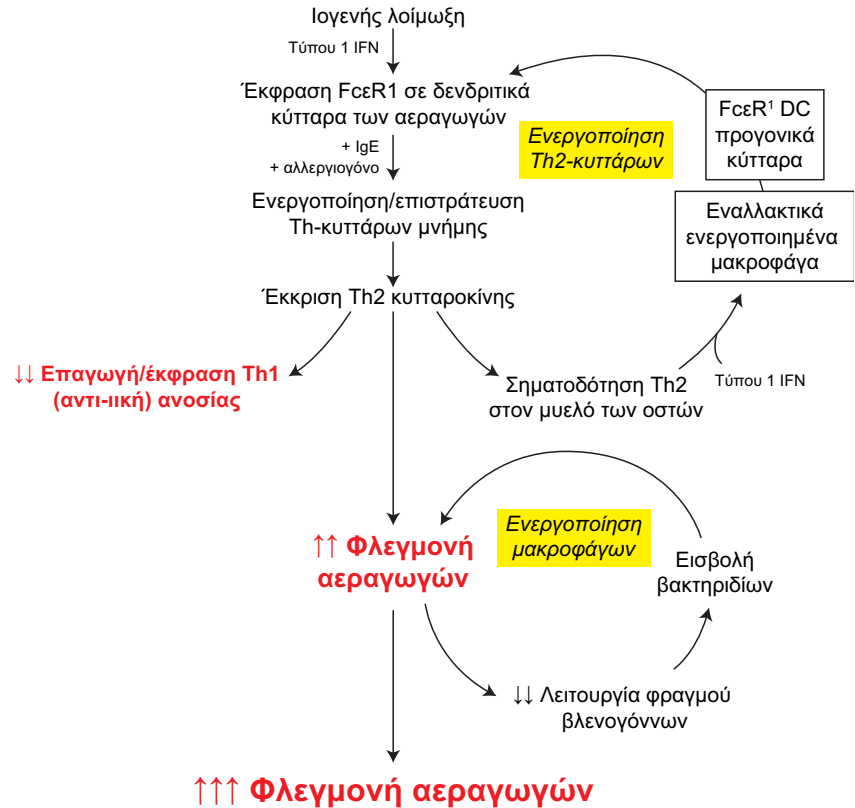 Ιογενής λοίμωξη
Τύπου 1 IFN
Έκφραση FcεR1 σε δενδριτικά
κύτταρα των αεραγωγών
+ IgE
+ αλλεργιογόνο
Ενεργοποίηση/επιστράτευση
Th-κυττάρων μνήμης
Έκκριση Th2 κυτταροκίνης
Ενεργοποίηση
Th2-κυττάρων
FcεR¹ DC
προγονικά
κύτταρα
Εναλλακτικά
ενεργοποιημένα
μακροφάγα
↓↓ Επαγωγή/έκφραση Th1
(αντι-ιική) ανοσίας
Σηματοδότηση Th2
στον μυελό των οστών
Τύπου 1 IFN
↑↑ Φλεγμονή
αεραγωγών
Ενεργοποίηση
μακροφάγων
Εισβολή
βακτηριδίων
↓↓ Λειτουργία φραγμού
βλενογόννων
↑↑↑ Φλεγμονή αεραγωγών